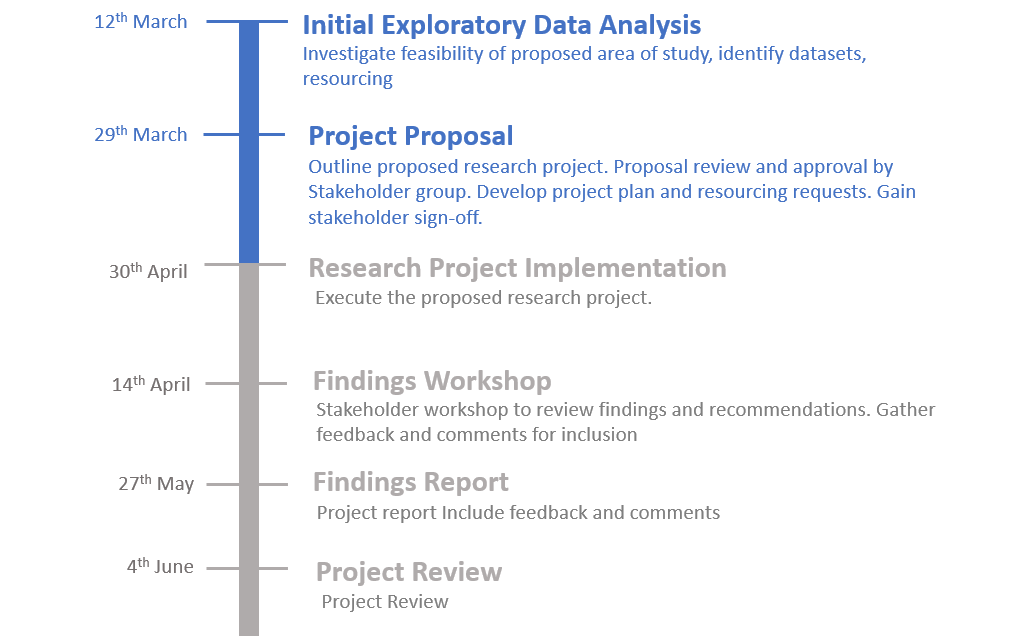 12th March
Initial Exploratory Data Analysis
Investigate feasibility of proposed area of study, identify datasets,
resourcing
29th March
Project Proposal
Outline proposed research project. Proposal review and approval by
Stakeholder group. Develop project plan and resourcing requests. Gain
stakeholder sign-off.
30th April
Research Project Implementation
Execute the proposed research project.
14th April
Findings Workshop
Stakeholder workshop to review findings and recommendations. Gather
feedback and comments for inclusion
27th May
Findings Report
Project report Include feedback and comments
4th June
Project Review
Project Review